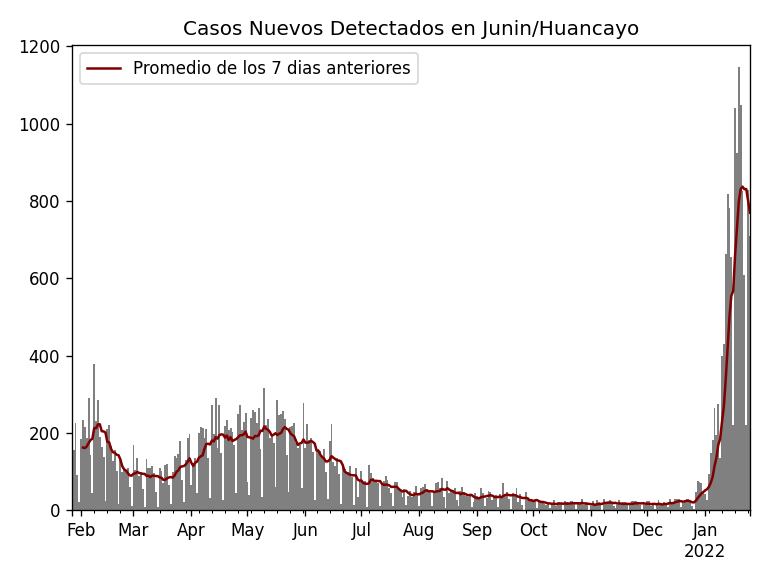 Casos Nuevos Detectados en Junin/Huancayo
Promedio de los 7 dias anteriores
1200
1000
800
600
400
200
0
Feb Mar Apr May Jun Jul Aug Sep Oct Nov Dec Jan
2022